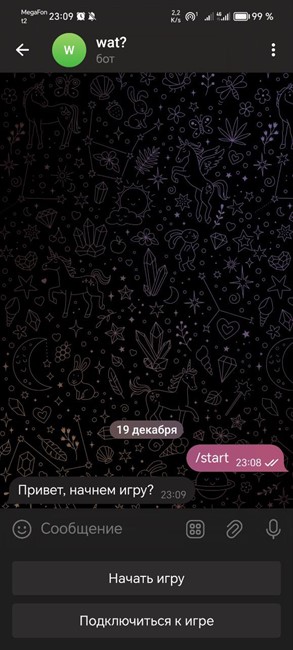 MegaFon 23:09 2,2 4G 99 %
t2 K/s
W wat?
бот
19 декабря
/start 23:08
Привет, начнем игру? 23:09
Сообщение
Начать игру
Подключиться к игре